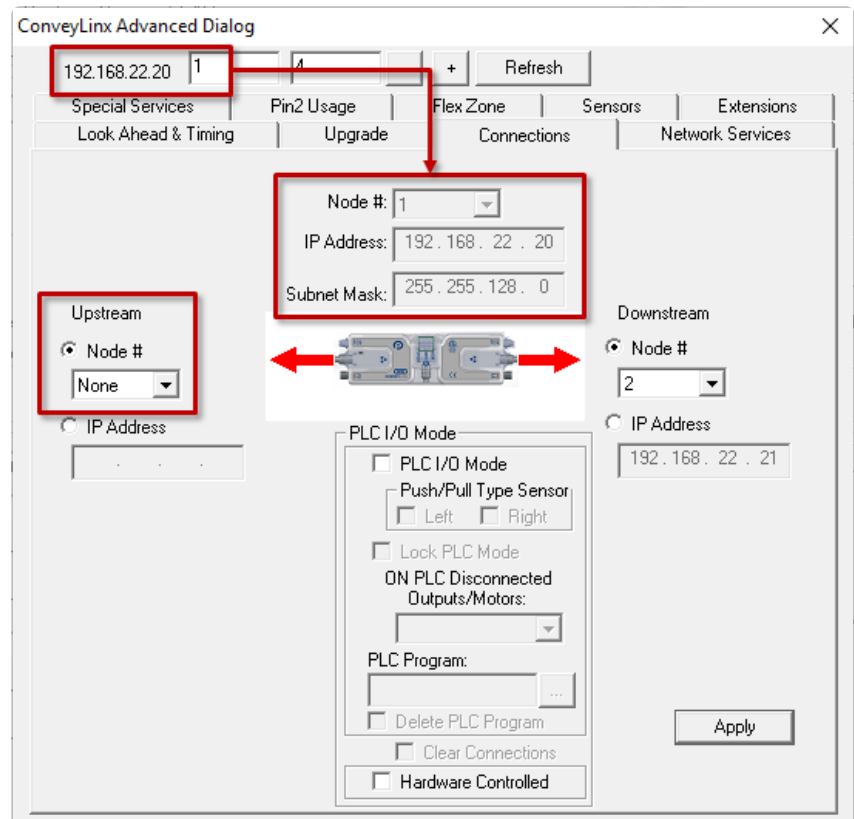 ConveyLinx Advanced Dialog
192.168.22.20 1 4 + Refresh
Special Services Pin2 Usage Flex Zone Sensors Extensions
Look Ahead & Timing Upgrade Connections Network Services
Node #: 1
IP Address: 192 . 168 . 22 . 20
Subnet Mask: 255 . 255 . 128 . 0
Upstream
Node #
None
IP Address
. . .
Downstream
Node #
2
IP Address
192 . 168 . 22 . 21
PLC I/O Mode
PLC I/O Mode
Push/Pull Type Sensor
Left Right
Lock PLC Mode
ON PLC Disconnected
Outputs/Motors:
PLC Program:
...
Delete PLC Program
Clear Connections
Hardware Controlled
Apply